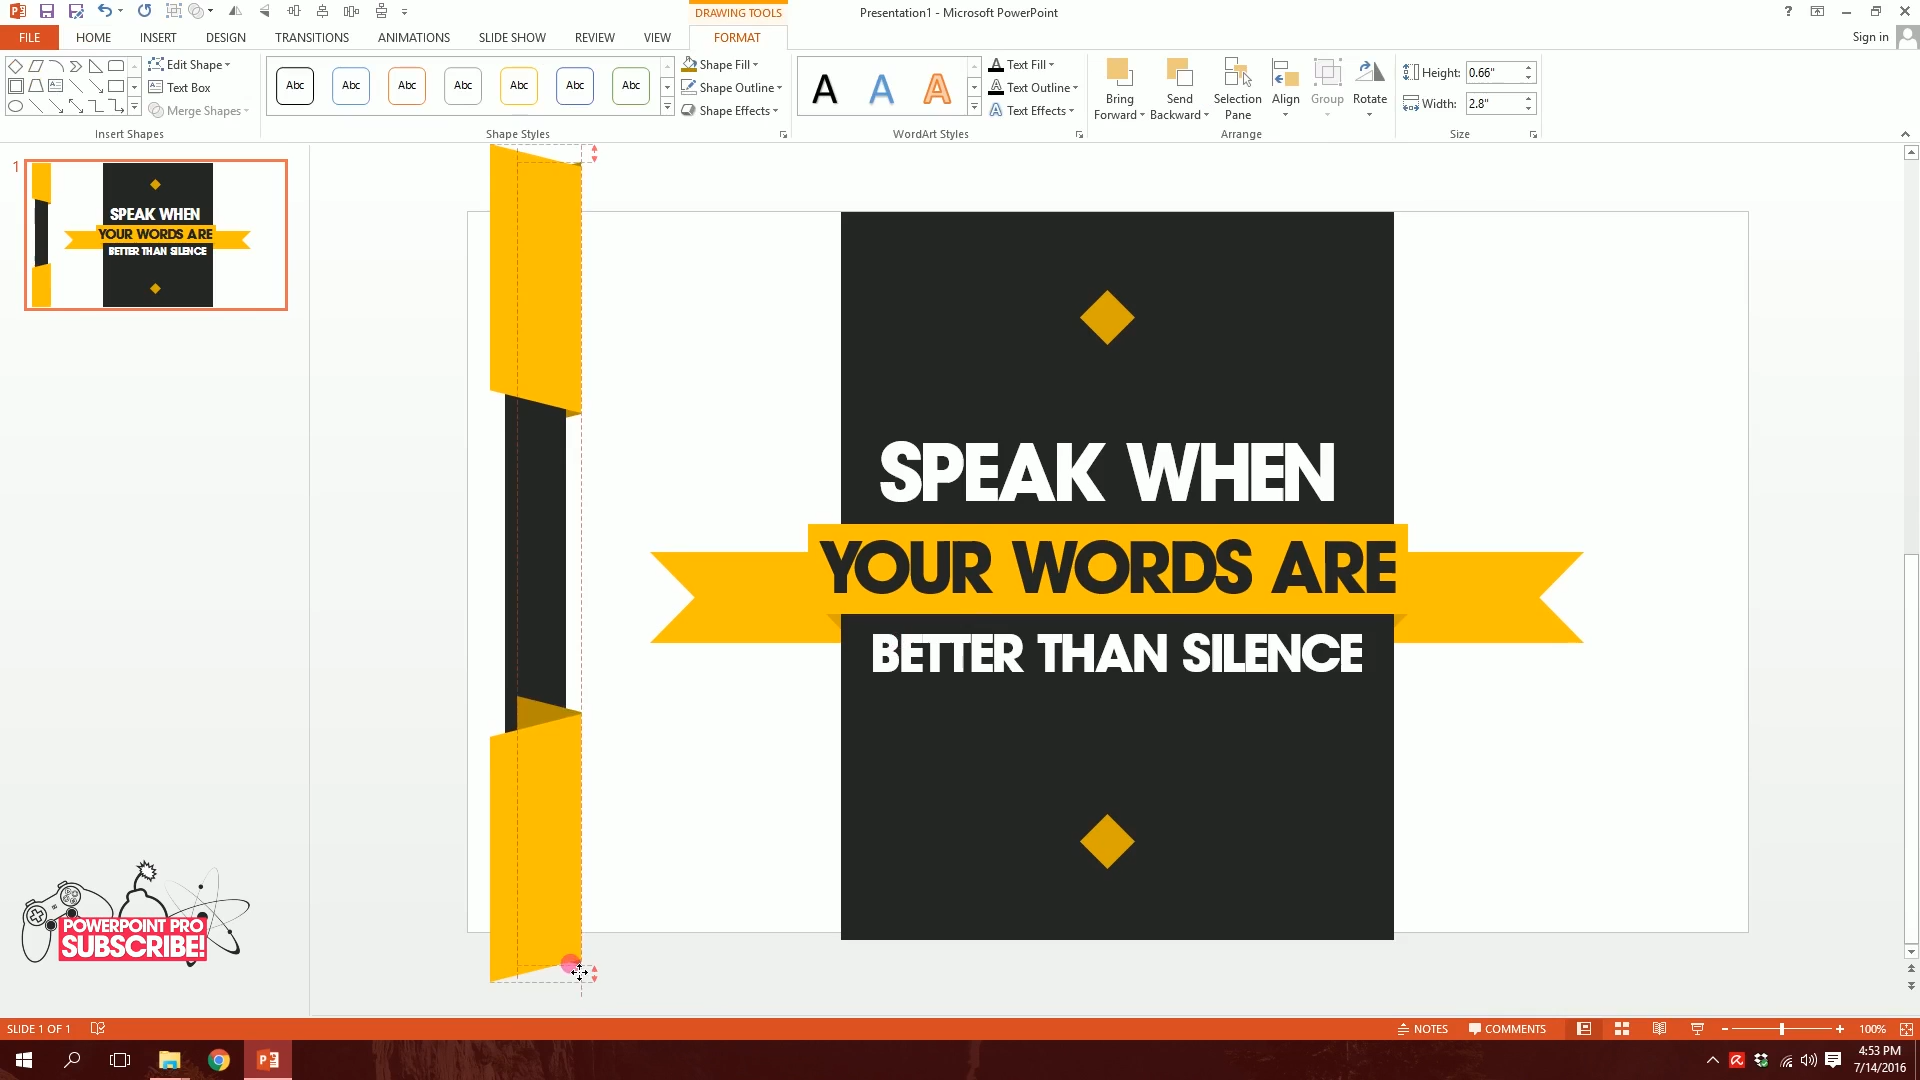 DRAWING TOOLS
Presentation1 - Microsoft PowerPoint
?
FILE
HOME
INSERT
DESIGN
TRANSITIONS
ANIMATIONS
SLIDE SHOW
REVIEW
VIEW
FORMAT
Sign in
Edit Shape
Text Box
Merge Shapes
Insert Shapes
Abc
Abc
Abc
Abc
Abc
Abc
Abc
Shape Fill
Shape Outline
Shape Effects
Shape Styles
A
A
A
Text Fill
Text Outline
Text Effects
WordArt Styles
Bring
Forward
Send
Backward
Selection
Pane
Align
Group
Rotate
Arrange
Height:
0.66"
Width:
2.8"
Size
1
SPEAK WHEN
YOUR WORDS ARE
BETTER THAN SILENCE
SPEAK WHEN
YOUR WORDS ARE
BETTER THAN SILENCE
POWERPOINT PRO
SUBSCRIBE!
SLIDE 1 OF 1
NOTES
COMMENTS
100%
4:53 PM
7/14/2016